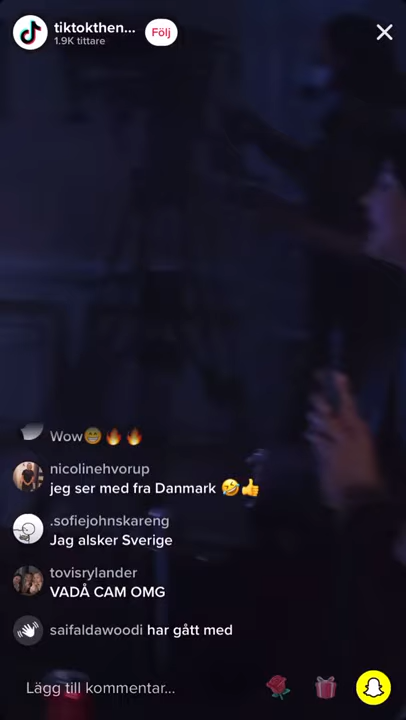 tiktokthen...
Följ
1.9K tittare
Wow😁🔥🔥
nicolinehvorup
jeg ser med fra Danmark 🤣👍
.sofiejohnskareng
Jag alsker Sverige
tovisrylander
VADÅ CAM OMG
saifaldawoodi har gått med
Lägg till kommentar...